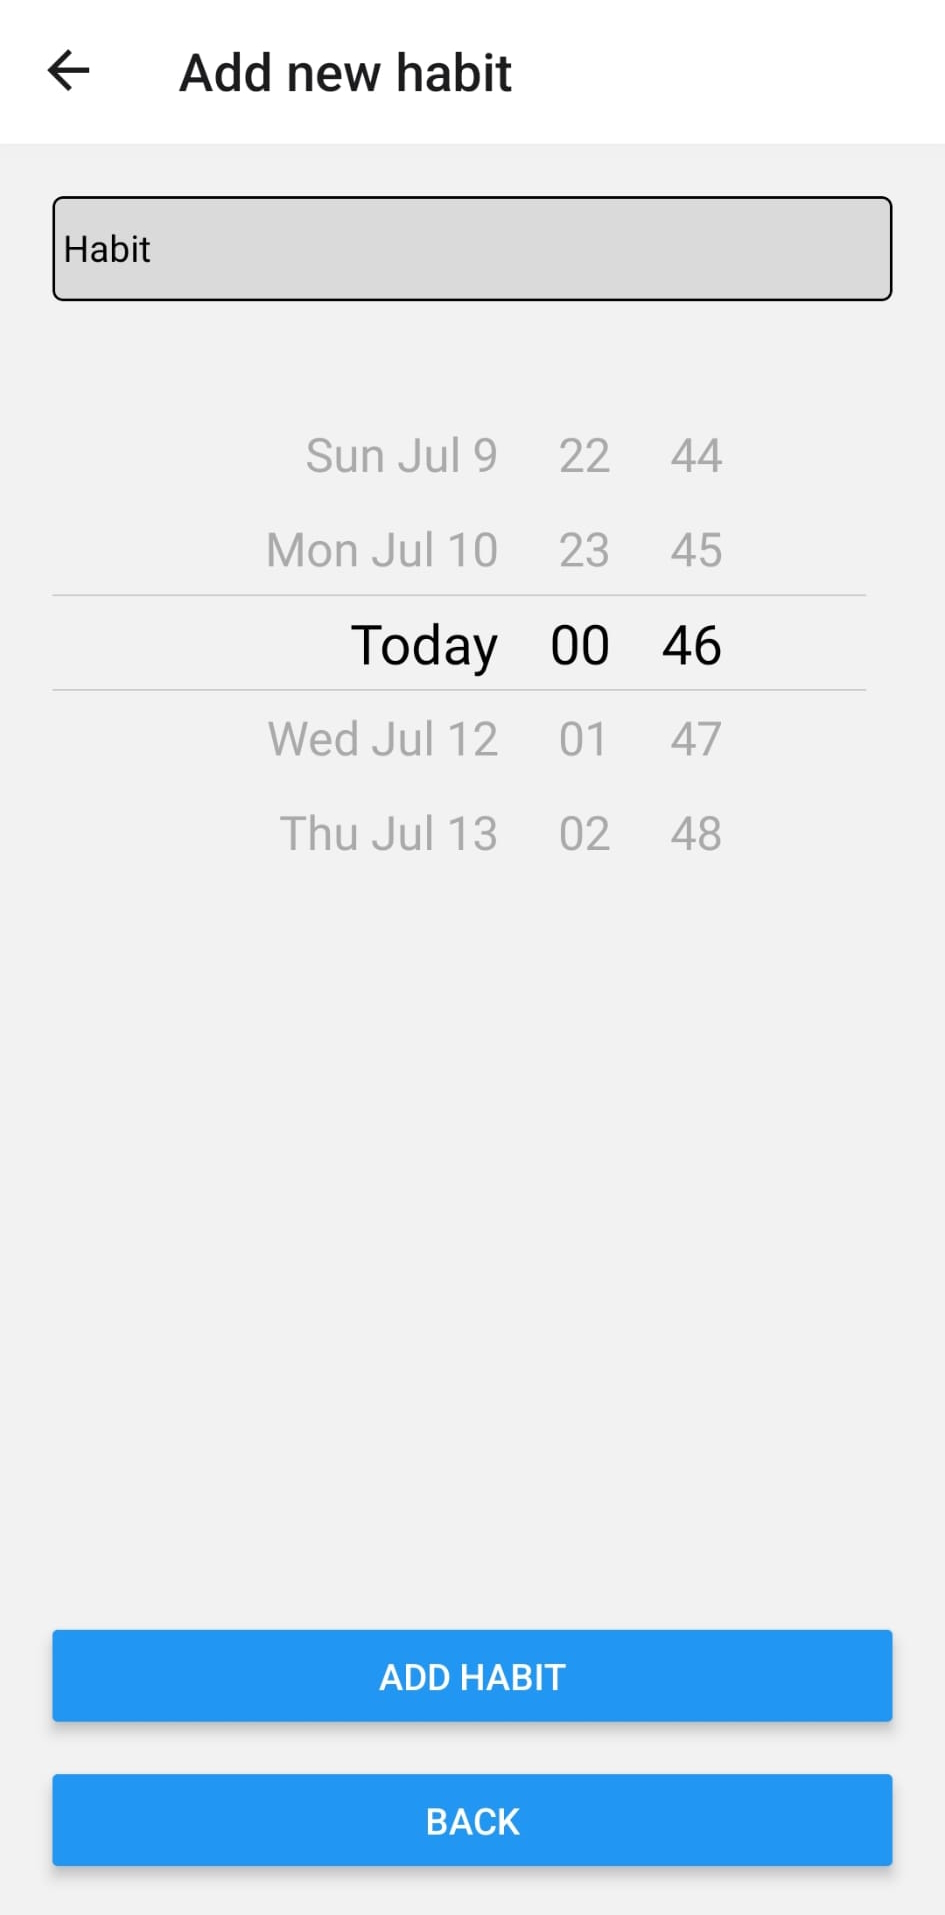 Add new habit
Habit
Sun Jul 9 22 44
Mon Jul 10 23 45
Today 00 46
Wed Jul 12 01 47
Thu Jul 13 02 48
ADD HABIT
BACK